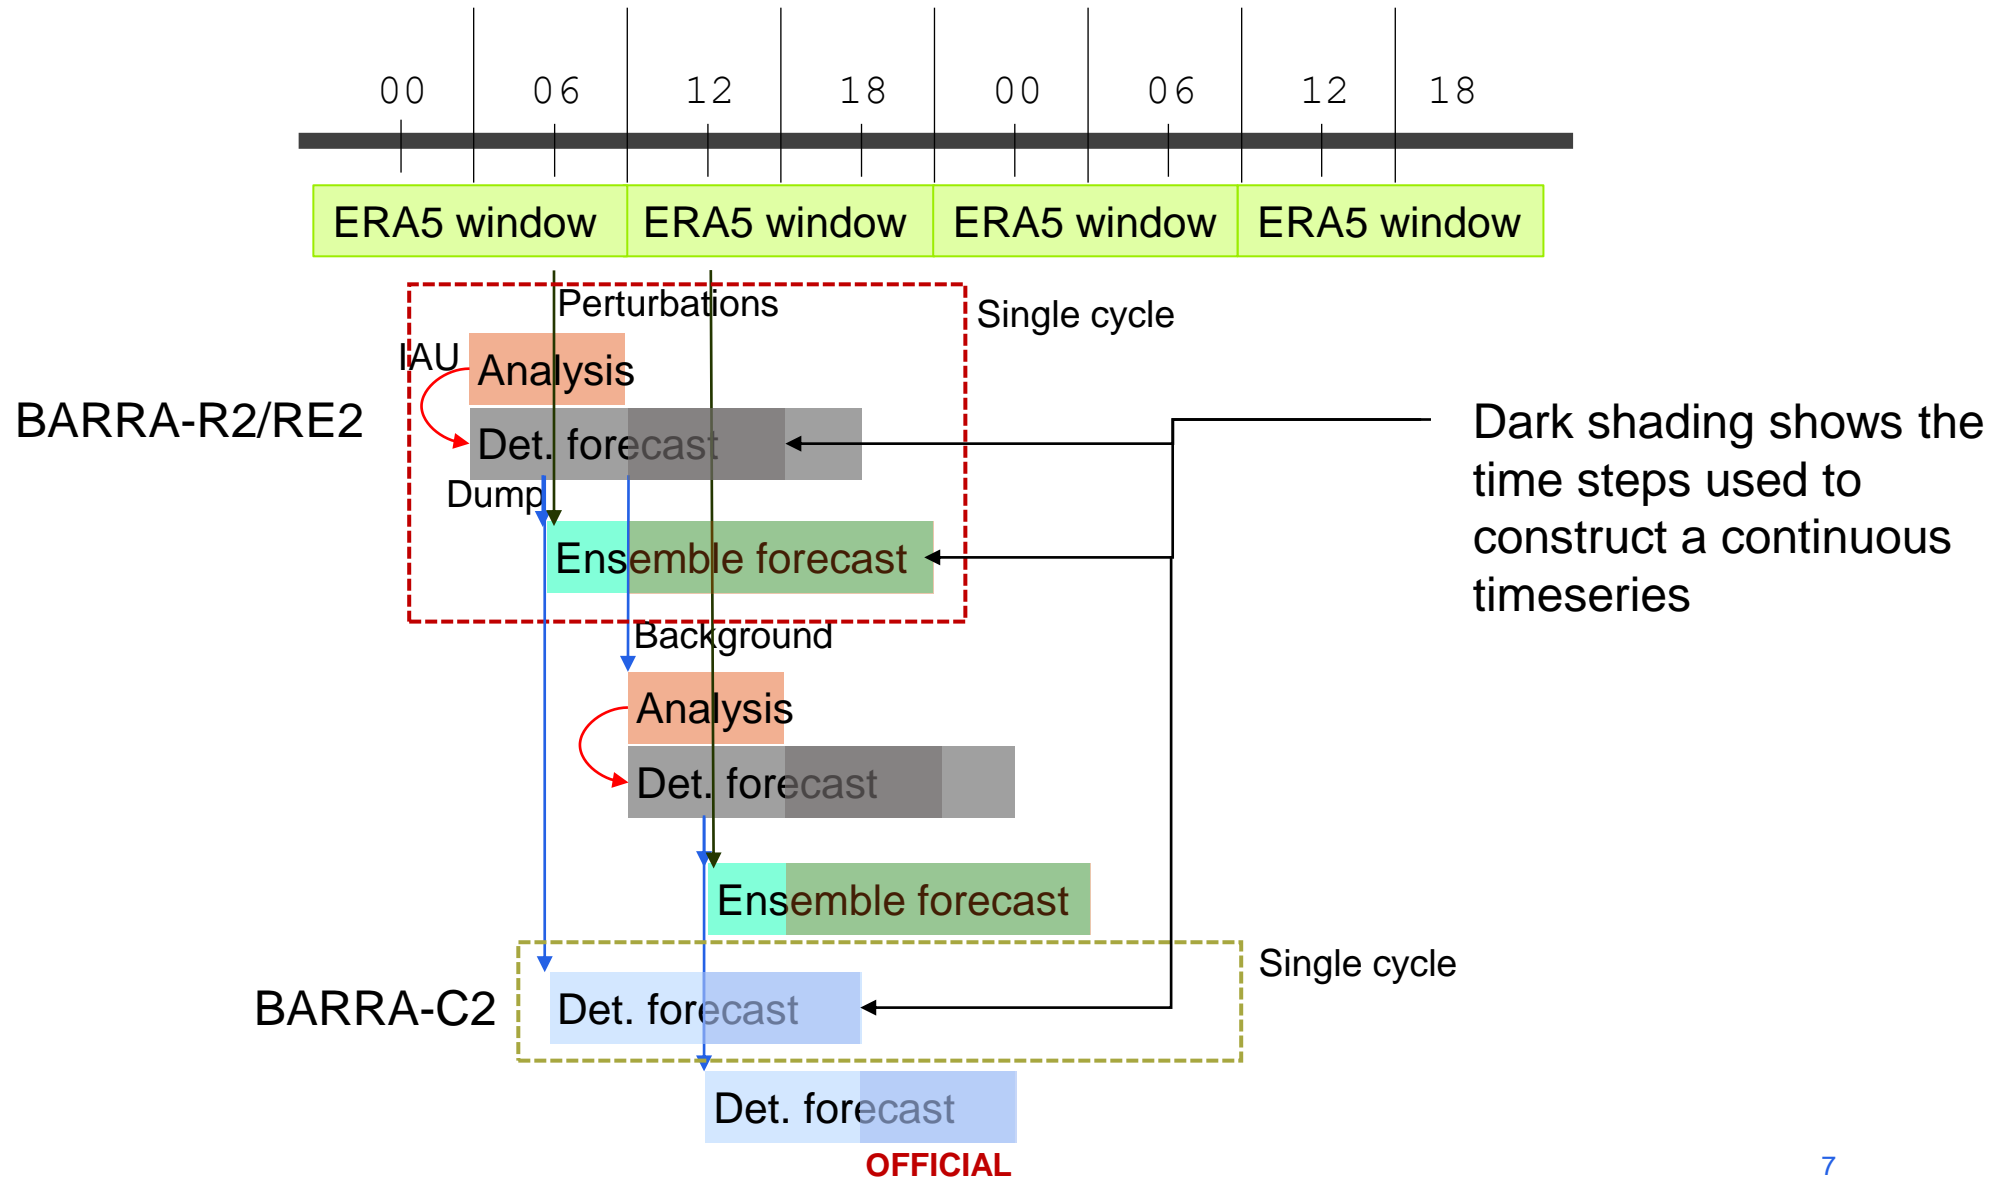 00 06 12 18 00 06 12 18
ERA5 window ERA5 window ERA5 window ERA5 window
Perturbations
Single cycle
IAU
Analysis
BARRA-R2/RE2
Det. forecast
Dark shading shows the
time steps used to
construct a continuous
timeseries
Dump
Ensemble forecast
Background
Analysis
Det. forecast
Ensemble forecast
Single cycle
BARRA-C2
Det. forecast
Det. forecast
OFFICIAL
7